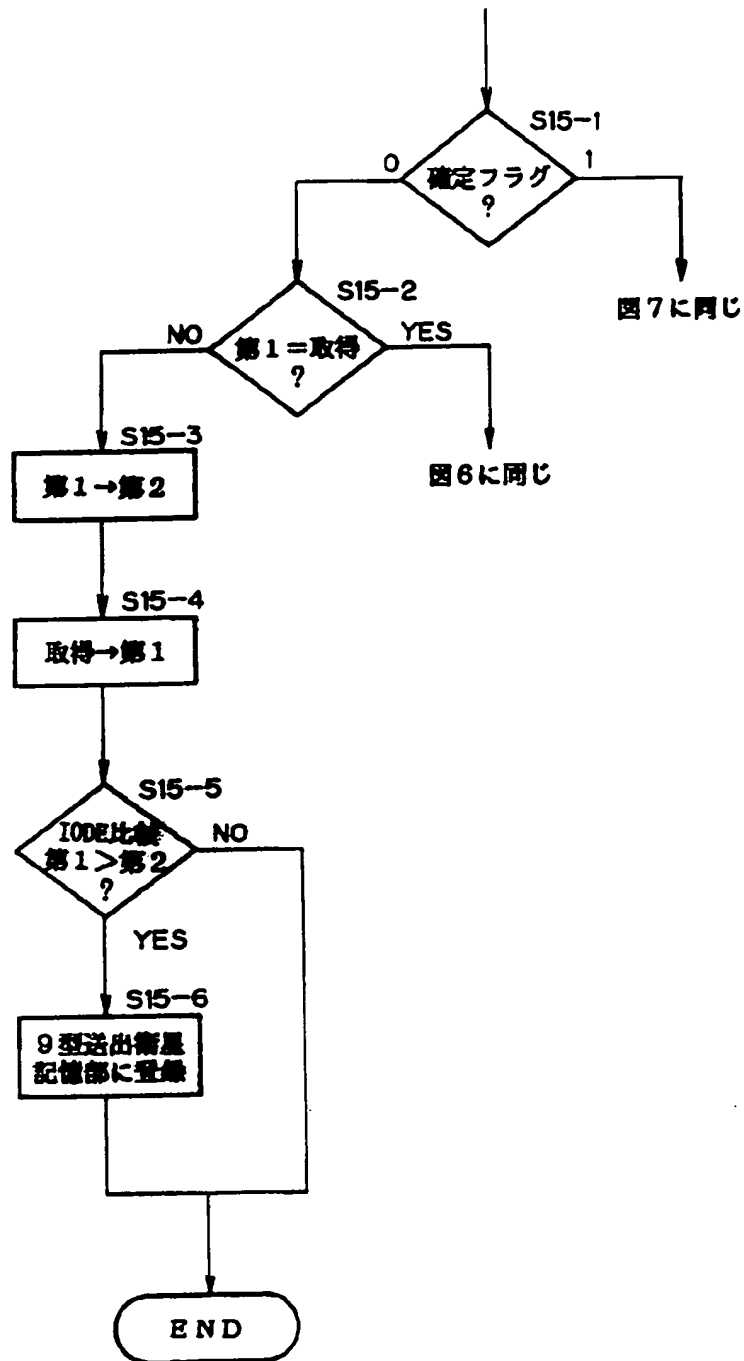 S15-1
0
1
確定フラグ
?
S15-2
図7に同じ
NO
YES
第1=取得
?
S15-3
図6に同じ
第1→第2
S15-4
取得→第1
S15-5
IODE比較
NO
第1>第2
?
YES
S15-6
9型送出衛星
記憶部に登録
END